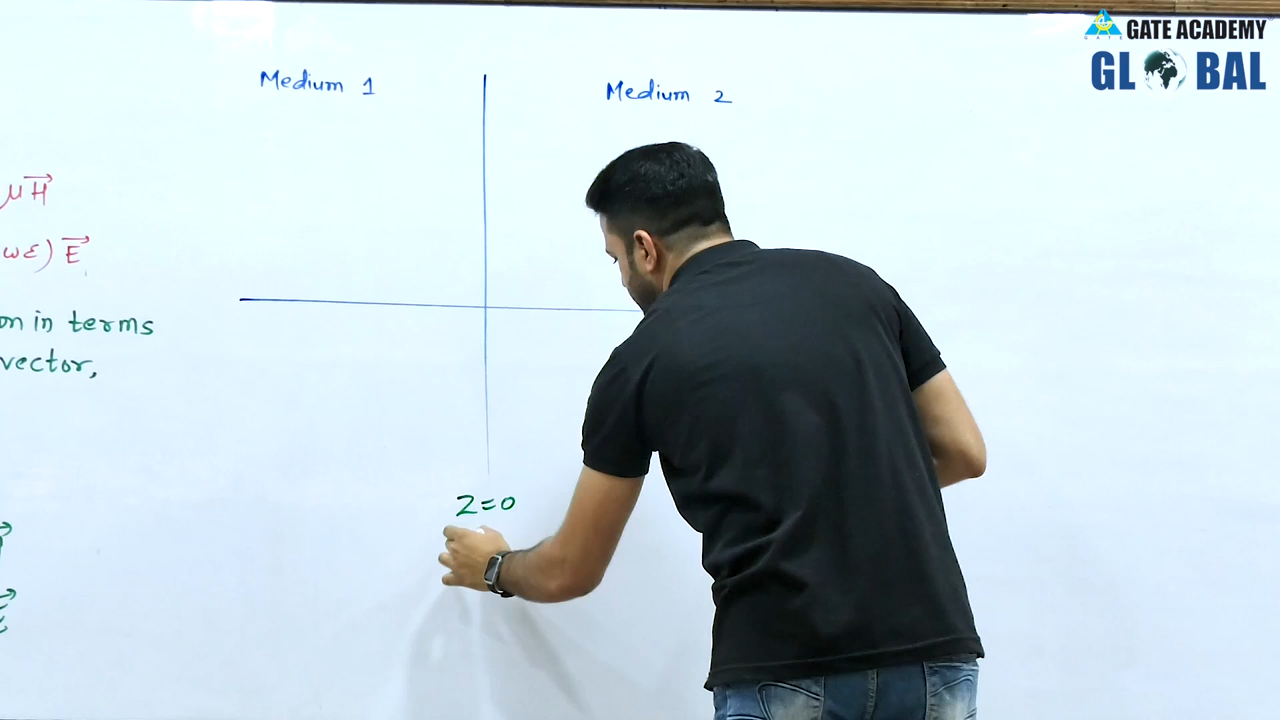 GATE ACADEMY
GLOBAL
Medium 1
Medium 2
μH⃗
ωε) E⃗
on in terms
vector,
Z=0